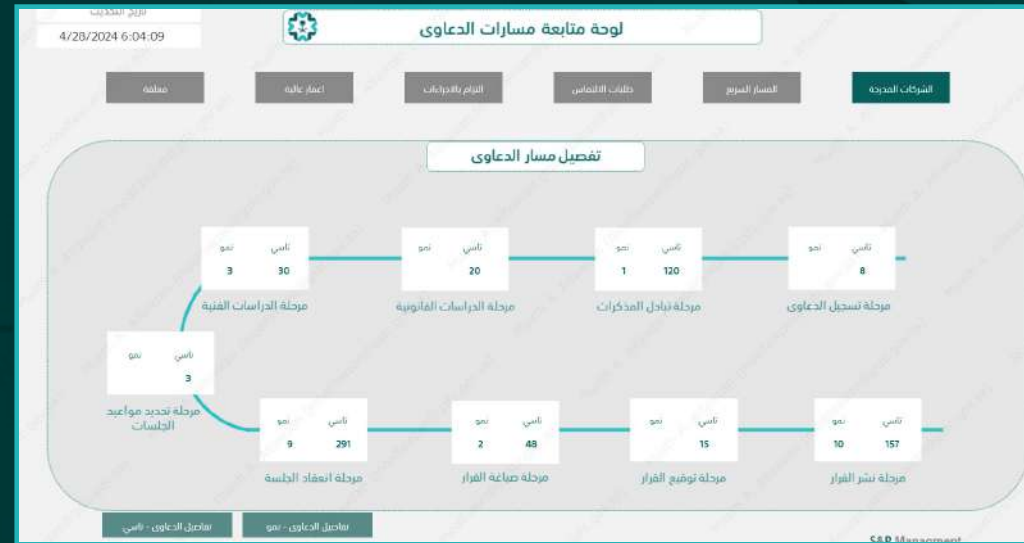 تاريخ التحديث
4/28/2024 6:04:09
لوحة متابعة مسارات الدعاوى
الشركات المدرجة
المسار السريع
طلبات الالتماس
التزام بالاجراءات
اعمار عالية
معلقة
تفصيل مسار الدعاوى
تاسي نمو
8
مرحلة تسجيل الدعاوى
تاسي نمو
120 1
مرحلة تبادل المذكرات
تاسي نمو
20
مرحلة الدراسات القانونية
تاسي نمو
30 3
مرحلة الدراسات الفنية
تاسي نمو
3
مرحلة تحديد مواعيد
الجلسات
تاسي نمو
291 9
مرحلة انعقاد الجلسة
تاسي نمو
48 2
مرحلة صياغة القرار
تاسي نمو
15
مرحلة توقيع القرار
تاسي نمو
157 10
مرحلة نشر القرار
تفاصيل الدعاوى - نمو
تفاصيل الدعاوى - تاسي
S&P Managment